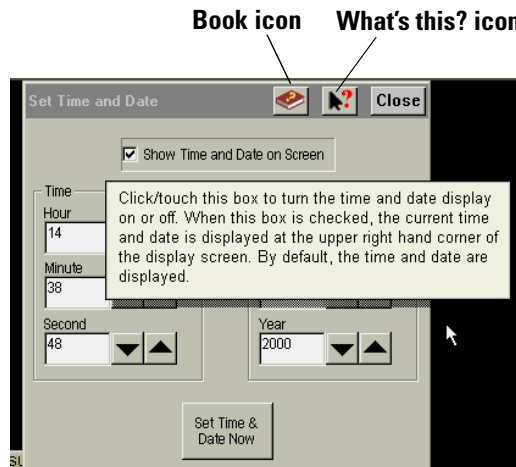 Book icon What's this? icon
Set Time and Date Close
Show Time and Date on Screen
Time
Hour
14
Click/touch this box to turn the time and date display
on or off. When this box is checked, the current time
and date is displayed at the upper right hand corner of
the display screen. By default, the time and date are
displayed.
Minute
38
Second
48
Year
2000
Set Time &
Date Now